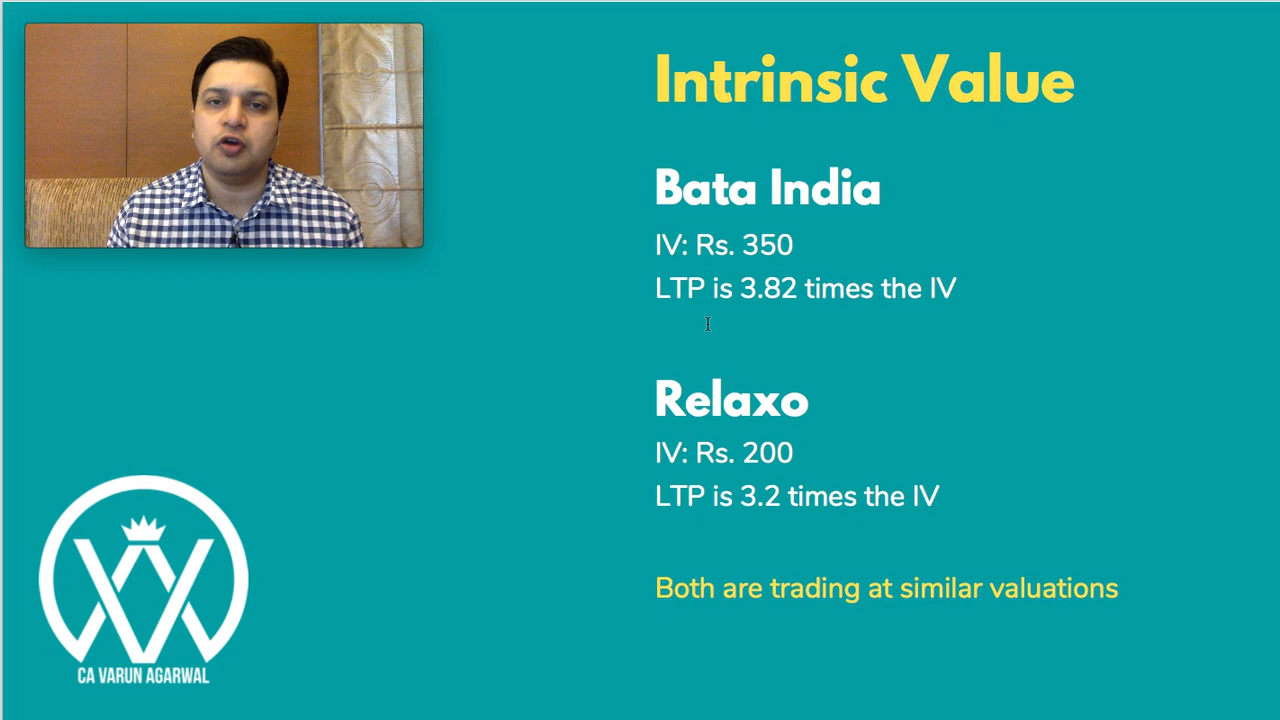 Intrinsic Value
Bata India
IV: Rs. 350
LTP is 3.82 times the IV
Relaxo
IV: Rs. 200
LTP is 3.2 times the IV
Both are trading at similar valuations
CA VARUN AGARWAL